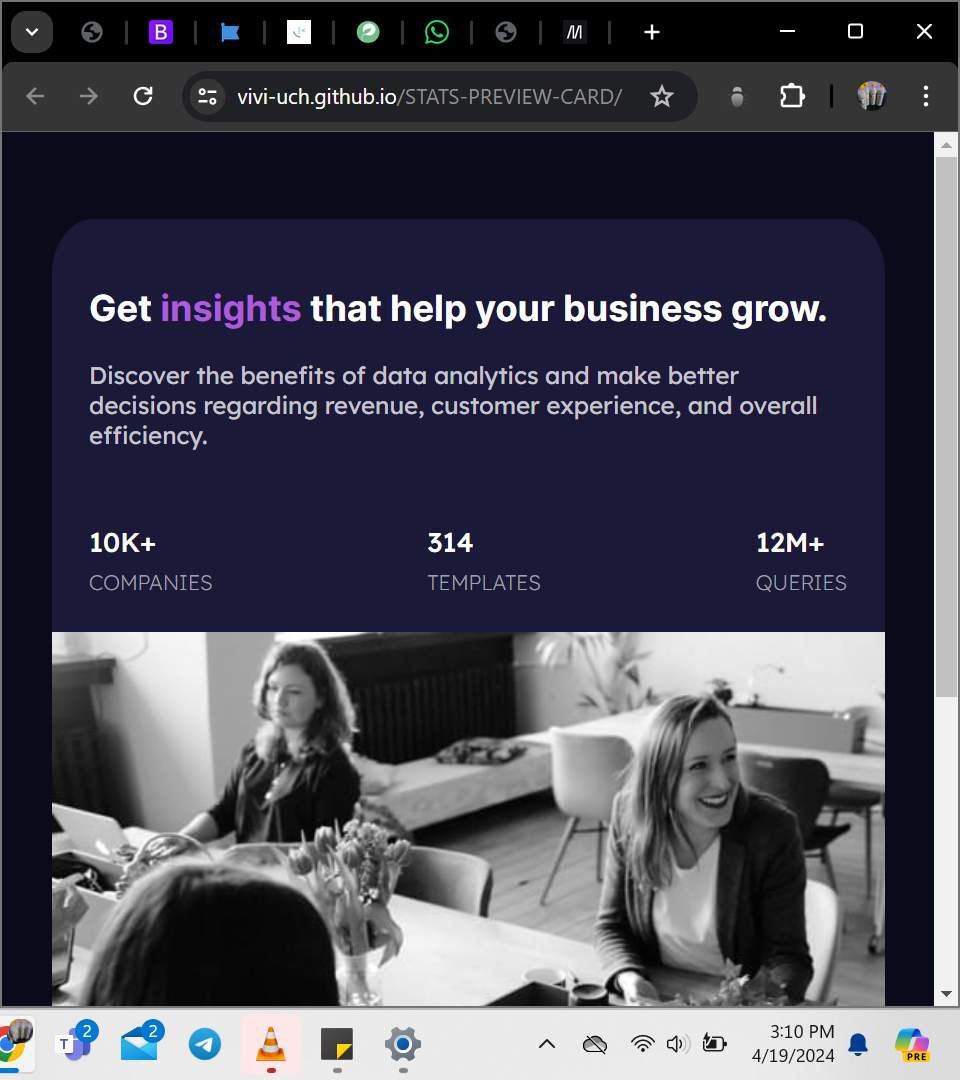 B
M
vivi-uch.github.io/STATS-PREVIEW-CARD/
Get insights that help your business grow.
Discover the benefits of data analytics and make better
decisions regarding revenue, customer experience, and overall
efficiency.
10K+ 314 12M+
COMPANIES TEMPLATES QUERIES
T 2 2
3:10 PM
4/19/2024
PRE